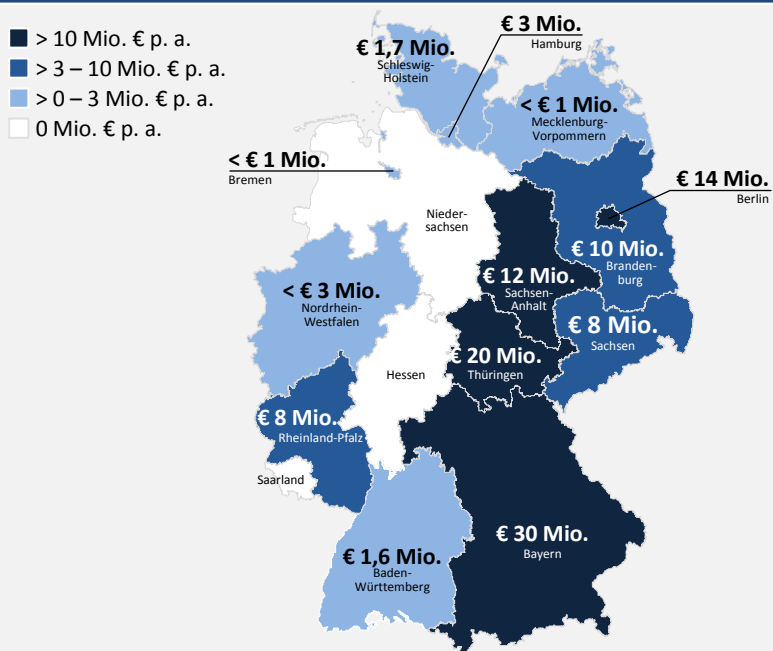 > 10 Mio. € p. a.
> 3 – 10 Mio. € p. a.
> 0 – 3 Mio. € p. a.
0 Mio. € p. a.
€ 3 Mio.
Hamburg
€ 1,7 Mio.
Schleswig-
Holstein
< € 1 Mio.
Mecklenburg-
Vorpommern
< € 1 Mio.
Bremen
€ 14 Mio.
Berlin
Nieder-
sachsen
€ 10 Mio.
Branden-
burg
€ 12 Mio.
Sachsen-
Anhalt
< € 3 Mio.
Nordrhein-
Westfalen
€ 8 Mio.
Sachsen
€ 20 Mio.
Thüringen
Hessen
€ 8 Mio.
Rheinland-Pfalz
Saarland
€ 30 Mio.
Bayern
€ 1,6 Mio.
Baden-
Württemberg